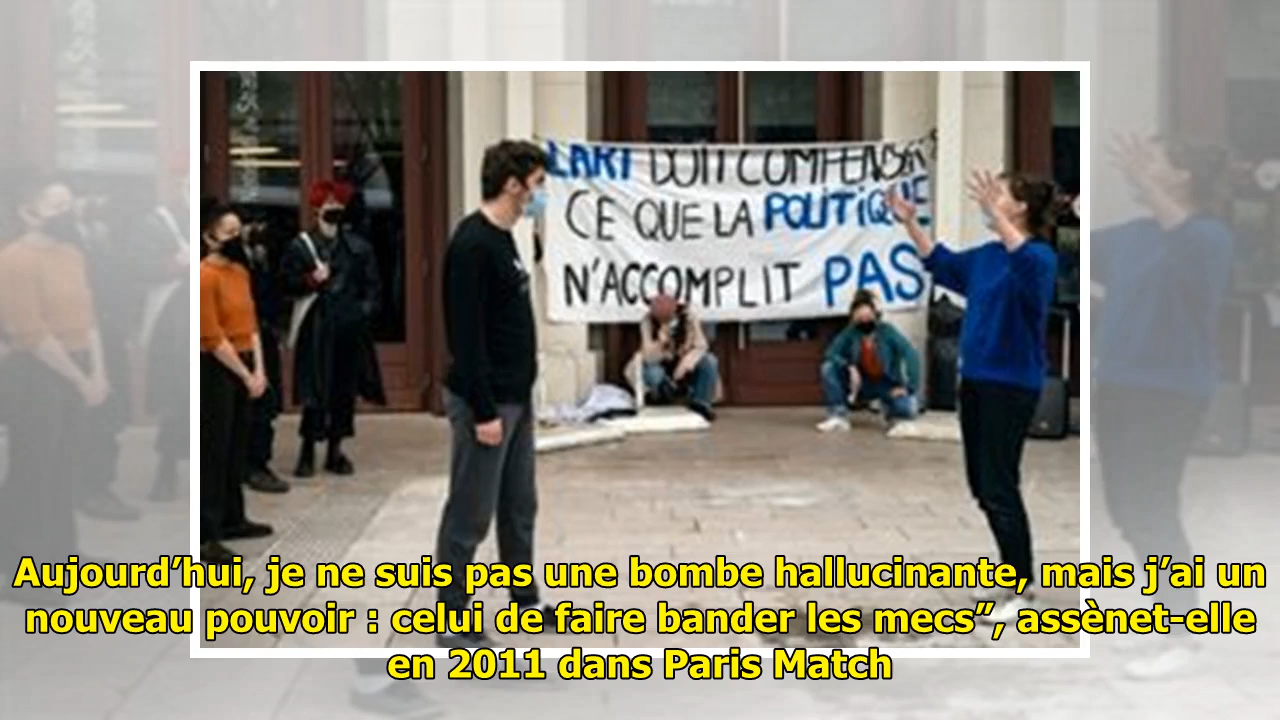 L'ART DOIT COMPENSER
CE QUE LA POLITIQUE
N'ACCOMPLIT PAS
Aujourd’hui, je ne suis pas une bombe hallucinante, mais j’ai un
nouveau pouvoir : celui de faire bander les mecs”, assènet-elle
en 2011 dans Paris Match